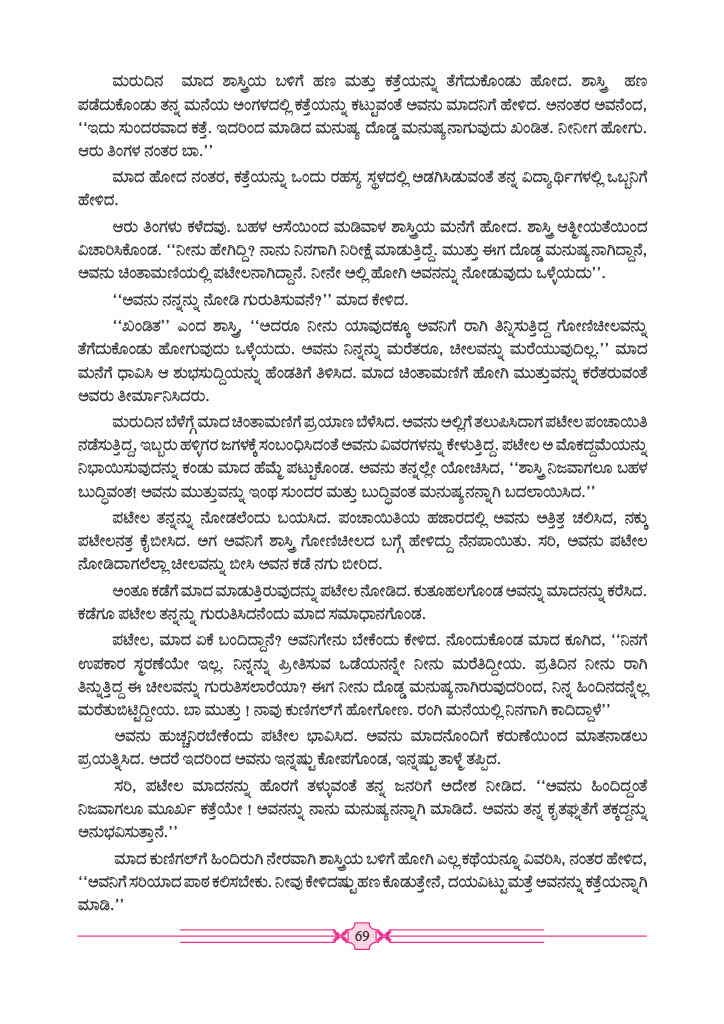 ಮರುದಿನ ಮಾದ ಶಾಸ್ತ್ರಿಯ ಬಳಿಗೆ ಹಣ ಮತ್ತು ಕತ್ತೆಯನ್ನು ತೆಗೆದುಕೊಂಡು ಹೋದ. ಶಾಸ್ತ್ರಿ ಹಣ
ಪಡೆದುಕೊಂಡು ತನ್ನ ಮನೆಯ ಅಂಗಳದಲ್ಲಿ ಕತ್ತೆಯನ್ನು ಕಟ್ಟುವಂತೆ ಅವನು ಮಾದನಿಗೆ ಹೇಳಿದ. ಅನಂತರ ಅವನೆಂದ,
‘‘ಇದು ಸುಂದರವಾದ ಕತ್ತೆ. ಇದರಿಂದ ಮಾಡಿದ ಮನುಷ್ಯ ದೊಡ್ಡ ಮನುಷ್ಯನಾಗುವುದು ಖಂಡಿತ. ನೀನೀಗ ಹೋಗು.
ಆರು ತಿಂಗಳ ನಂತರ ಬಾ.’’
ಮಾದ ಹೋದ ನಂತರ, ಕತ್ತೆಯನ್ನು ಒಂದು ರಹಸ್ಯ ಸ್ಥಳದಲ್ಲಿ ಅಡಗಿಸಿಡುವಂತೆ ತನ್ನ ವಿದ್ಯಾರ್ಥಿಗಳಲ್ಲಿ ಒಬ್ಬನಿಗೆ
ಹೇಳಿದ.
ಆರು ತಿಂಗಳು ಕಳೆದವು. ಬಹಳ ಆಸೆಯಿಂದ ಮಡಿವಾಳ ಶಾಸ್ತ್ರಿಯ ಮನೆಗೆ ಹೋದ. ಶಾಸ್ತ್ರಿ ಆತ್ಮೀಯತೆಯಿಂದ
ವಿಚಾರಿಸಿಕೊಂಡ. ‘‘ನೀನು ಹೇಗಿದ್ದಿ? ನಾನು ನಿನಗಾಗಿ ನಿರೀಕ್ಷೆ ಮಾಡುತ್ತಿದ್ದೆ. ಮುತ್ತು ಈಗ ದೊಡ್ಡ ಮನುಷ್ಯನಾಗಿದ್ದಾನೆ,
ಅವನು ಚಿಂತಾಮಣಿಯಲ್ಲಿ ಪಟೇಲನಾಗಿದ್ದಾನೆ. ನೀನೇ ಅಲ್ಲಿ ಹೋಗಿ ಅವನನ್ನು ನೋಡುವುದು ಒಳ್ಳೆಯದು’’.
‘‘ಅವನು ನನ್ನನ್ನು ನೋಡಿ ಗುರುತಿಸುವನೆ?’’ ಮಾದ ಕೇಳಿದ.
‘‘ಖಂಡಿತ’’ ಎಂದ ಶಾಸ್ತ್ರಿ, ‘‘ಆದರೂ ನೀನು ಯಾವುದಕ್ಕೂ ಅವನಿಗೆ ರಾಗಿ ತಿನ್ನಿಸುತ್ತಿದ್ದ ಗೋಣಿಚೀಲವನ್ನು
ತೆಗೆದುಕೊಂಡು ಹೋಗುವುದು ಒಳ್ಳೆಯದು. ಅವನು ನಿನ್ನನ್ನು ಮರೆತರೂ, ಚೀಲವನ್ನು ಮರೆಯುವುದಿಲ್ಲ.’’ ಮಾದ
ಮನೆಗೆ ಧಾವಿಸಿ ಆ ಶುಭಸುದ್ದಿಯನ್ನು ಹೆಂಡತಿಗೆ ತಿಳಿಸಿದ. ಮಾದ ಚಿಂತಾಮಣಿಗೆ ಹೋಗಿ ಮುತ್ತುವನ್ನು ಕರೆತರುವಂತೆ
ಅವರು ತೀರ್ಮಾನಿಸಿದರು.
ಮರುದಿನ ಬೆಳೆಗ್ಗೆ ಮಾದ ಚಿಂತಾಮಣಿಗೆ ಪ್ರಯಾಣ ಬೆಳೆಸಿದ. ಅವನು ಅಲ್ಲಿಗೆ ತಲುಪಿಸಿದಾಗ ಪಟೇಲ ಪಂಚಾಯಿತಿ
ನಡೆಸುತ್ತಿದ್ದ, ಇಬ್ಬರು ಹಳ್ಳಿಗರ ಜಗಳಕ್ಕೆ ಸಂಬಂಧಿಸಿದಂತೆ ಅವನು ವಿವರಗಳನ್ನು ಕೇಳುತ್ತಿದ್ದ. ಪಟೇಲ ಅ ಮೊಕದ್ದಮೆಯನ್ನು
ನಿಭಾಯಿಸುವುದನ್ನು ಕಂಡು ಮಾದ ಹೆಮ್ಮೆ ಪಟ್ಟುಕೊಂಡ. ಅವನು ತನ್ನಲ್ಲೇ ಯೋಚಿಸಿದ, ‘‘ಶಾಸ್ತ್ರಿ ನಿಜವಾಗಲೂ ಬಹಳ
ಬುದ್ಧಿವಂತ! ಅವನು ಮುತ್ತುವನ್ನು ಇಂಥ ಸುಂದರ ಮತ್ತು ಬುದ್ಧಿವಂತ ಮನುಷ್ಯನನ್ನಾಗಿ ಬದಲಾಯಿಸಿದ.’’
ಪಟೇಲ ತನ್ನನ್ನು ನೋಡಲೆಂದು ಬಯಸಿದ. ಪಂಚಾಯಿತಿಯ ಹಜಾರದಲ್ಲಿ ಅವನು ಅತ್ತಿತ್ತ ಚಲಿಸಿದ, ನಕ್ಕು
ಪಟೇಲನತ್ತ ಕೈಬೀಸಿದ. ಅಗ ಅವನಿಗೆ ಶಾಸ್ತ್ರಿ ಗೋಣಿಚೀಲದ ಬಗ್ಗೆ ಹೇಳಿದ್ದು ನೆನಪಾಯಿತು. ಸರಿ, ಅವನು ಪಟೇಲ
ನೋಡಿದಾಗಲೆಲ್ಲಾ ಚೀಲವನ್ನು ಬೀಸಿ ಅವನ ಕಡೆ ನಗು ಬೀರಿದ.
ಅಂತೂ ಕಡೆಗೆ ಮಾದ ಮಾಡುತ್ತಿರುವುದನ್ನು ಪಟೇಲ ನೋಡಿದ. ಕುತೂಹಲಗೊಂಡ ಅವನ್ನು ಮಾದನನ್ನು ಕರೆಸಿದ.
ಕಡೆಗೂ ಪಟೇಲ ತನ್ನನ್ನು ಗುರುತಿಸಿದನೆಂದು ಮಾದ ಸಮಾಧಾನಗೊಂಡ.
ಪಟೇಲ, ಮಾದ ಏಕೆ ಬಂದಿದ್ದಾನೆ? ಅವನಿಗೇನು ಬೇಕೆಂದು ಕೇಳಿದ. ನೊಂದುಕೊಂಡ ಮಾದ ಕೂಗಿದ, ‘‘ನಿನಗೆ
ಉಪಕಾರ ಸ್ಮರಣೆಯೇ ಇಲ್ಲ. ನಿನ್ನನ್ನು ಪ್ರೀತಿಸುವ ಒಡೆಯನನ್ನೇ ನೀನು ಮರೆತಿದ್ದೀಯ. ಪ್ರತಿದಿನ ನೀನು ರಾಗಿ
ತಿನ್ನುತ್ತಿದ್ದ ಈ ಚೀಲವನ್ನು ಗುರುತಿಸಲಾರೆಯಾ? ಈಗ ನೀನು ದೊಡ್ಡ ಮನುಷ್ಯನಾಗಿರುವುದರಿಂದ, ನಿನ್ನ ಹಿಂದಿನದನ್ನೆಲ್ಲ
ಮರೆತುಬಿಟ್ಟಿದ್ದೀಯ. ಬಾ ಮುತ್ತು ! ನಾವು ಕುಣಿಗಲ್‌ಗೆ ಹೋಗೋಣ. ರಂಗಿ ಮನೆಯಲ್ಲಿ ನಿನಗಾಗಿ ಕಾದಿದ್ದಾಳೆ’’
ಅವನು ಹುಚ್ಚನಿರಬೇಕೆಂದು ಪಟೇಲ ಭಾವಿಸಿದ. ಅವನು ಮಾದನೊಂದಿಗೆ ಕರುಣೆಯಿಂದ ಮಾತನಾಡಲು
ಪ್ರಯತ್ನಿಸಿದ. ಆದರೆ ಇದರಿಂದ ಅವನು ಇನ್ನಷ್ಟು ಕೋಪಗೊಂಡ, ಇನ್ನಷ್ಟು ತಾಳ್ಮೆ ತಪ್ಪಿದ.
ಸರಿ, ಪಟೇಲ ಮಾದನನ್ನು ಹೊರಗೆ ತಳ್ಳುವಂತೆ ತನ್ನ ಜನರಿಗೆ ಆದೇಶ ನೀಡಿದ. ‘‘ಅವನು ಹಿಂದಿದ್ದಂತೆ
ನಿಜವಾಗಲೂ ಮೂರ್ಖ ಕತ್ತೆಯೇ ! ಅವನನ್ನು ನಾನು ಮನುಷ್ಯನನ್ನಾಗಿ ಮಾಡಿದೆ. ಅವನು ತನ್ನ ಕೃತಘ್ನತೆಗೆ ತಕ್ಕದ್ದನ್ನು
ಅನುಭವಿಸುತ್ತಾನೆ.’’
ಮಾದ ಕುಣಿಗಲ್‌ಗೆ ಹಿಂದಿರುಗಿ ನೇರವಾಗಿ ಶಾಸ್ತ್ರಿಯ ಬಳಿಗೆ ಹೋಗಿ ಎಲ್ಲ ಕಥೆಯನ್ನೂ ವಿವರಿಸಿ, ನಂತರ ಹೇಳಿದ,
‘‘ಅವನಿಗೆ ಸರಿಯಾದ ಪಾಠ ಕಲಿಸಬೇಕು. ನೀವು ಕೇಳಿದಷ್ಟು ಹಣ ಕೊಡುತ್ತೇನೆ, ದಯವಿಟ್ಟು ಮತ್ತೆ ಅವನನ್ನು ಕತ್ತೆಯನ್ನಾಗಿ
ಮಾಡಿ.’’
69